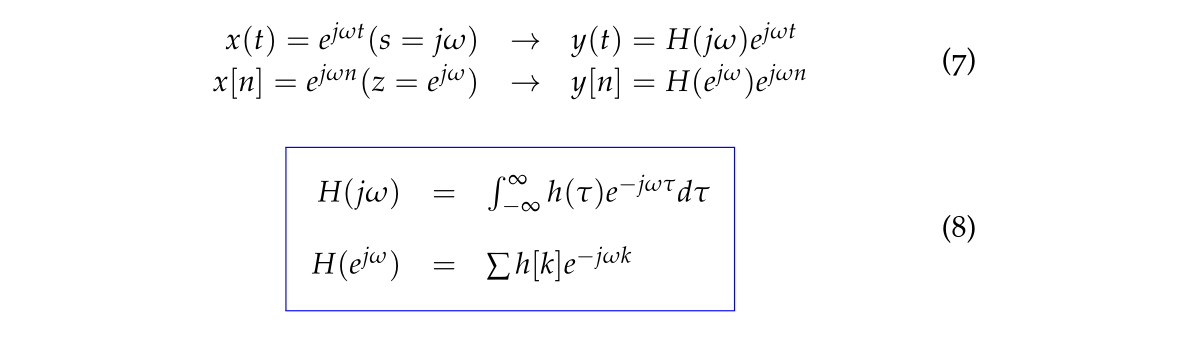 x(t) = e^{jωt}(s = jω) → y(t) = H(jω)e^{jωt}
(7)
x[n] = e^{jωn}(z = e^{jω}) → y[n] = H(e^{jω})e^{jωn}
H(jω) = ∫_{-∞}^{∞} h(τ)e^{-jωτ}dτ
(8)
H(e^{jω}) = ∑ h[k]e^{-jωk}